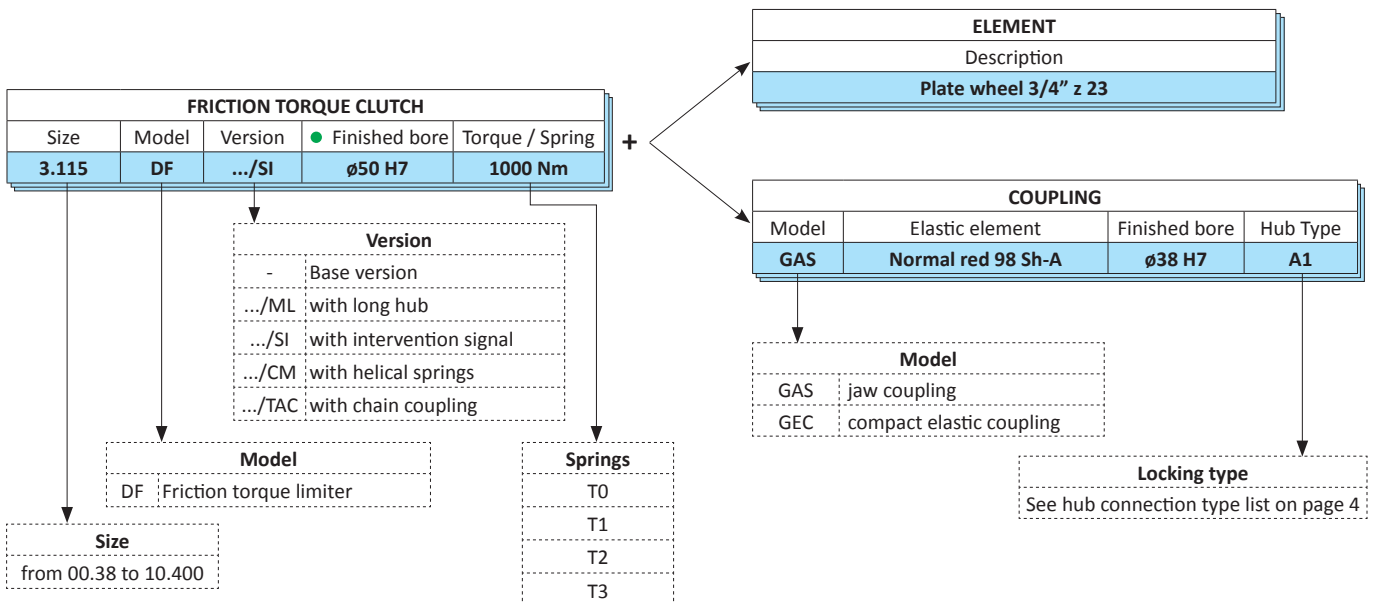 ELEMENT
Description
Plate wheel 3/4” z 23
FRICTION TORQUE CLUTCH
Size Model Version ● Finished bore Torque / Spring
3.115 DF .../SI ø50 H7 1000 Nm
+
COUPLING
Model Elastic element Finished bore Hub Type
GAS Normal red 98 Sh-A ø38 H7 A1
Version
- Base version
.../ML with long hub
.../SI with intervention signal
.../CM with helical springs
.../TAC with chain coupling
Model
GAS jaw coupling
GEC compact elastic coupling
Model
DF Friction torque limiter
Springs
T0
T1
T2
T3
Locking type
See hub connection type list on page 4
Size
from 00.38 to 10.400